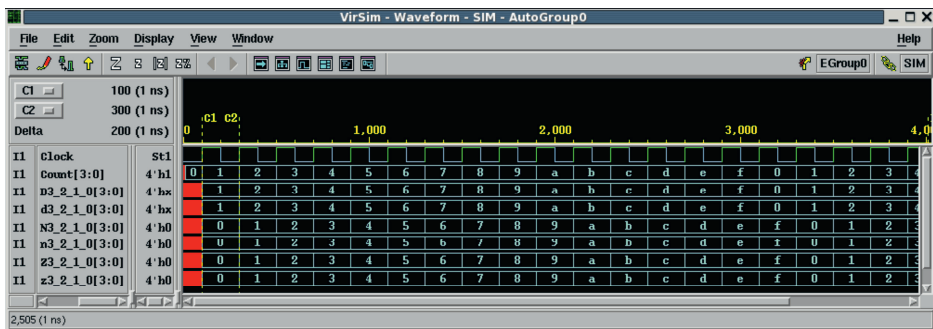 VirSim - Waveform - SIM - AutoGroup0
File Edit Zoom Display View Window Help
EGroup0 SIM
C1 100 (1 ns)
C2 300 (1 ns)
Delta 200 (1 ns)
C1 C2
0 1,000 2,000 3,000 4,0
I1 Clock St1
I1 Count[3:0] 4'h1 0 1 2 3 4 5 6 7 8 9 a b c d e f 0 1 2 3 4
I1 D3_2_1_0[3:0] 4'hx 1 2 3 4 5 6 7 8 9 a b c d e f 0 1 2 3 4
I1 d3_2_1_0[3:0] 4'hx 1 2 3 4 5 6 7 8 9 a b c d e f 0 1 2 3 4
I1 N3_2_1_0[3:0] 4'h0 0 1 2 3 4 5 6 7 8 9 a b c d e f 0 1 2 3
I1 n3_2_1_0[3:0] 4'h0 0 1 2 3 4 5 6 7 8 9 a b c d e f 0 1 2 3
I1 Z3_2_1_0[3:0] 4'h0 0 1 2 3 4 5 6 7 8 9 a b c d e f 0 1 2 3
I1 z3_2_1_0[3:0] 4'h0 0 1 2 3 4 5 6 7 8 9 a b c d e f 0 1 2 3
2,505 (1 ns)